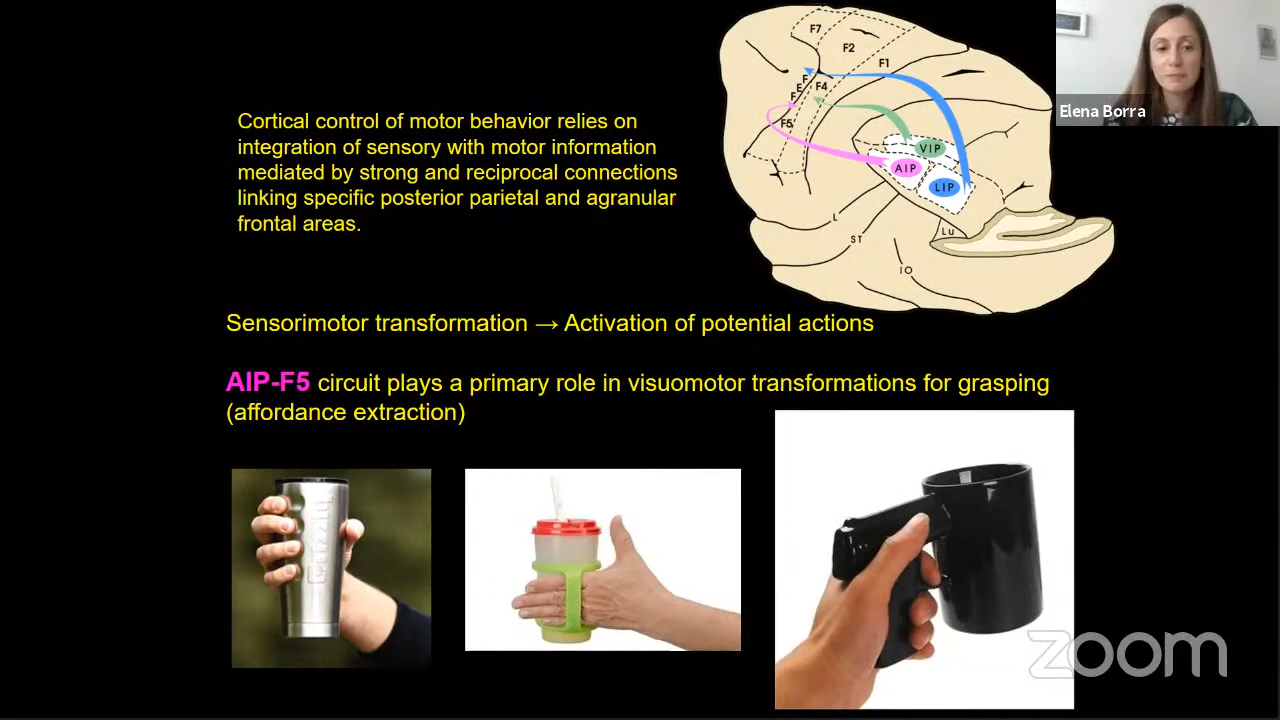 Elena Borra
Cortical control of motor behavior relies on
integration of sensory with motor information
mediated by strong and reciprocal connections
linking specific posterior parietal and agranular
frontal areas.
F7
F2
F1
F
E
F
F4
F5
VIP
AIP
LIP
L
ST
Lu
IO
Sensorimotor transformation → Activation of potential actions
AIP-F5 circuit plays a primary role in visuomotor transformations for grasping
(affordance extraction)
zoom